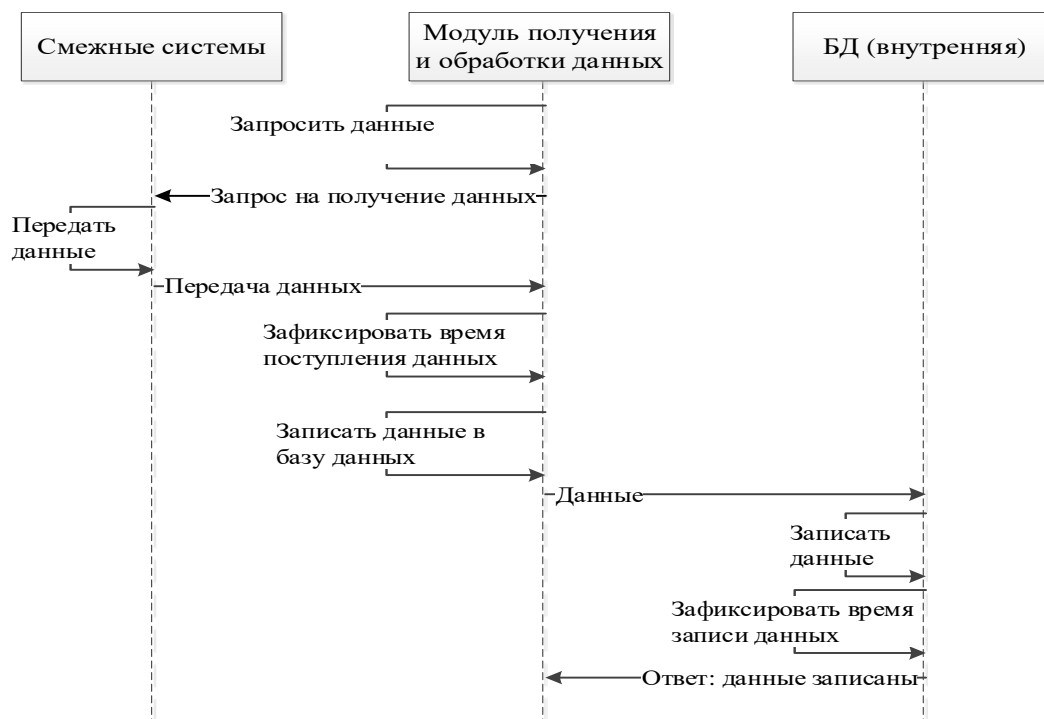 Смежные системы
Модуль получения
и обработки данных
БД (внутренняя)
Запросить данные
Запрос на получение данных
Передать
данные
Передача данных
Зафиксировать время
поступления данных
Записать данные в
базу данных
Данные
Записать
данные
Зафиксировать время
записи данных
Ответ: данные записаны